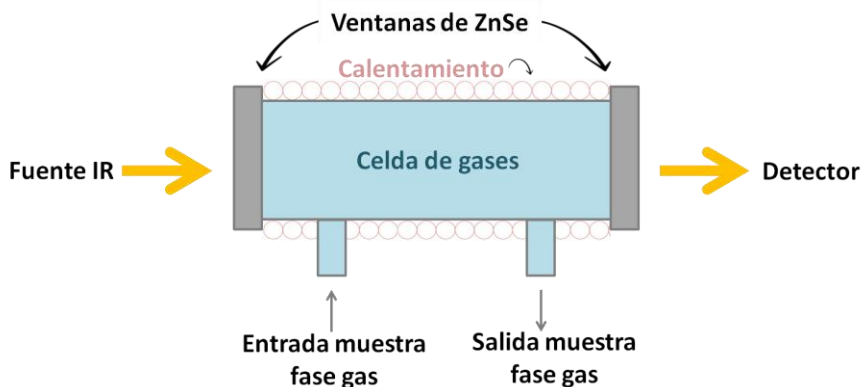 Ventanas de ZnSe
Calentamiento
Fuente IR
Celda de gases
Detector
Entrada muestra
fase gas
Salida muestra
fase gas